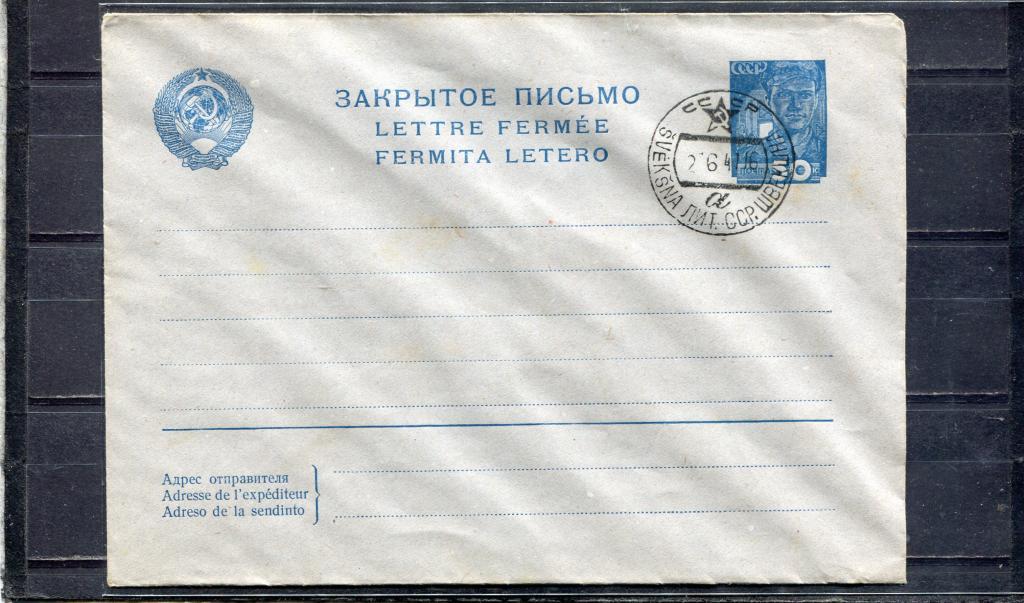 ЗАКРЫТОЕ ПИСЬМО
LETTRE FERMÉE
FERMITA LETERO
СССР
ŠVĖKŠNA ЛИТ. ССР. ШВЕКШНА
a
Адрес отправителя
Adresse de l'expéditeur
Adreso de la sendinto